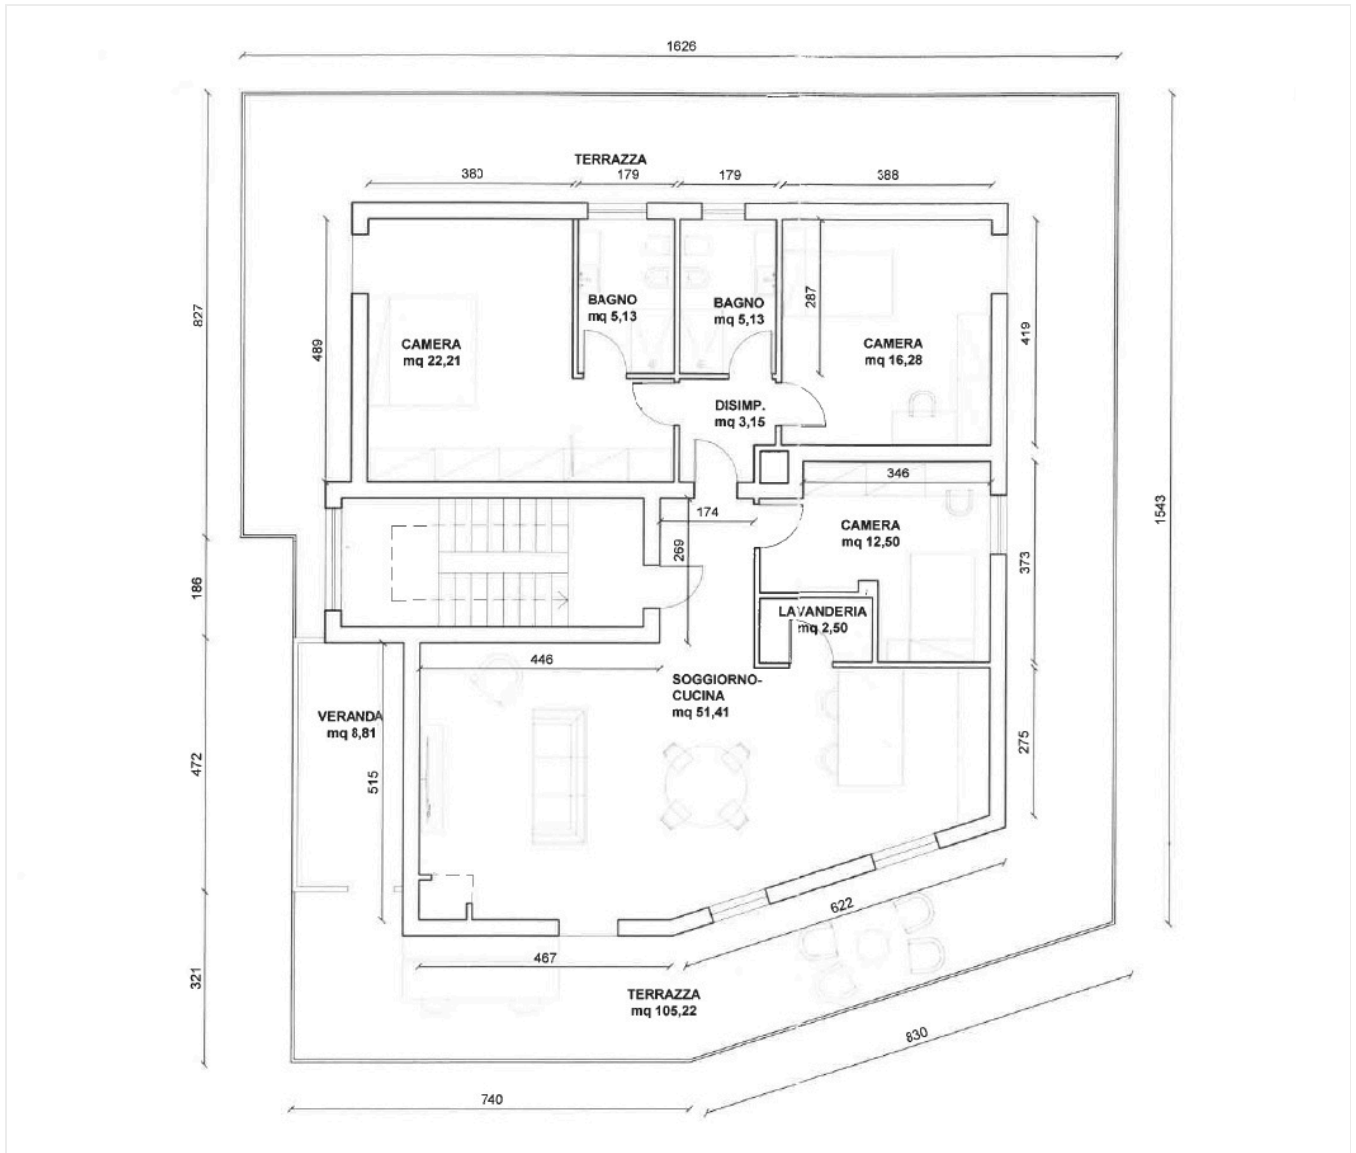 1626
TERRAZZA
380
179
179
388
827
489
287
419
BAGNO
mq 5,13
BAGNO
mq 5,13
CAMERA
mq 22,21
CAMERA
mq 16,28
DISIMP.
mq 3,15
346
174
1543
CAMERA
mq 12,50
269
373
186
LAVANDERIA
mq 2,50
446
SOGGIORNO-
CUCINA
mq 51,41
VERANDA
mq 8,81
275
472
515
622
467
321
TERRAZZA
mq 105,22
830
740